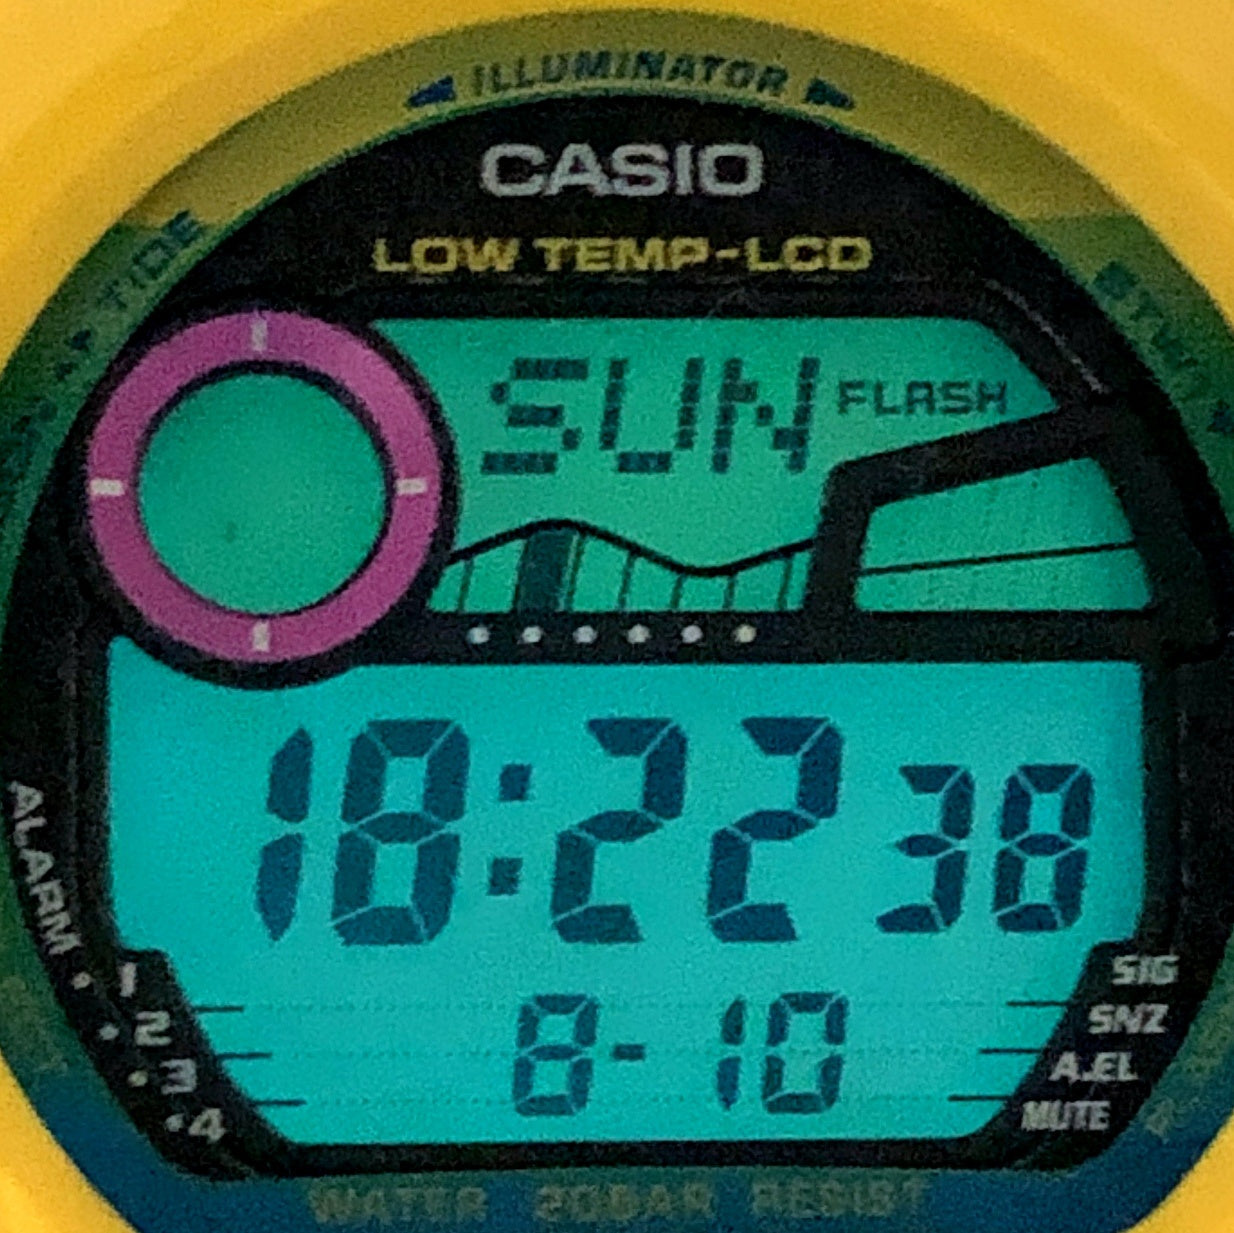 ILLUMINATOR
CASIO
LOW TEMP-LCD
TIDE
SUN FLASH
18:22 38
8-10
ALARM
1
2
3
4
SIG
SNZ
A.EL
MUTE
WATER 20BAR RESIST